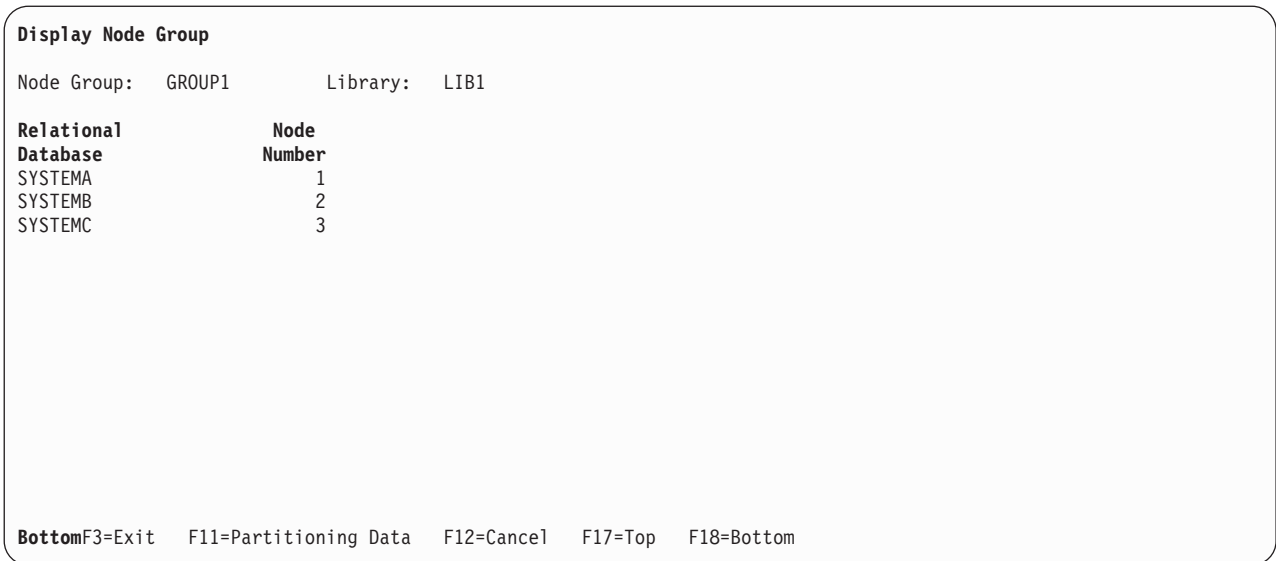 Display Node Group
Node Group: GROUP1 Library: LIB1
Relational Node
Database Number
SYSTEMA 1
SYSTEMB 2
SYSTEMC 3
BottomF3=Exit F11=Partitioning Data F12=Cancel F17=Top F18=Bottom